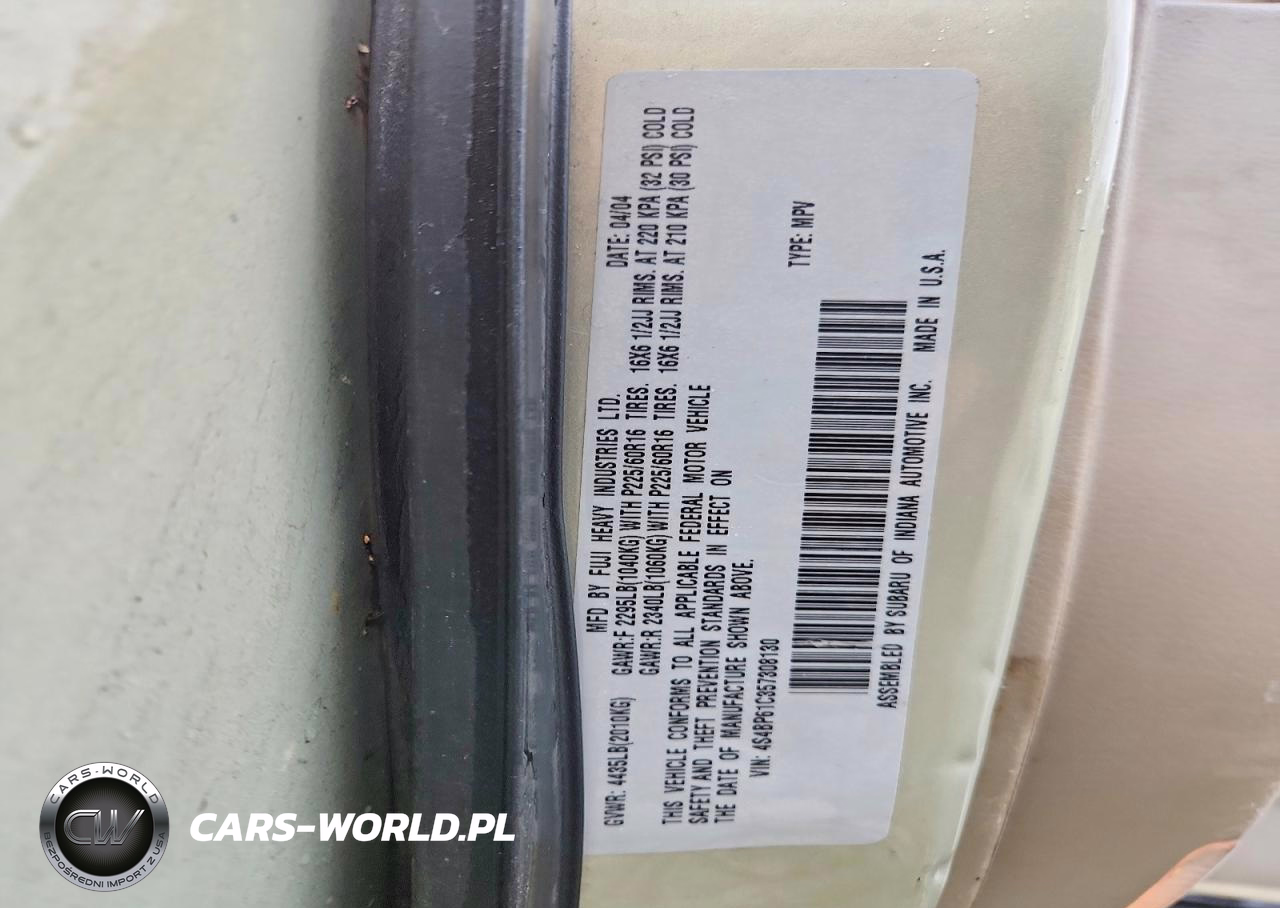 MFD BY FUJI HEAVY INDUSTRIES LTD. DATE: 04/04
GVWR: 4435LB(2010KG) GAWR:F 2295LB(1040KG) WITH P225/60R16 TIRES. 16X6 1/2JJ RIMS. AT 220 KPA (32 PSI) COLD
GAWR:R 2340LB(1060KG) WITH P225/60R16 TIRES. 16X6 1/2JJ RIMS. AT 210 KPA (30 PSI) COLD
THIS VEHICLE CONFORMS TO ALL APPLICABLE FEDERAL MOTOR VEHICLE
SAFETY AND THEFT PREVENTION STANDARDS IN EFFECT ON
THE DATE OF MANUFACTURE SHOWN ABOVE.
VIN: 4S4BP61C357308130 TYPE: MPV
ASSEMBLED BY SUBARU OF INDIANA AUTOMOTIVE INC. MADE IN U.S.A.
CARS-WORLD
CW
BEZPOŚREDNI IMPORT Z USA
CARS-WORLD.PL